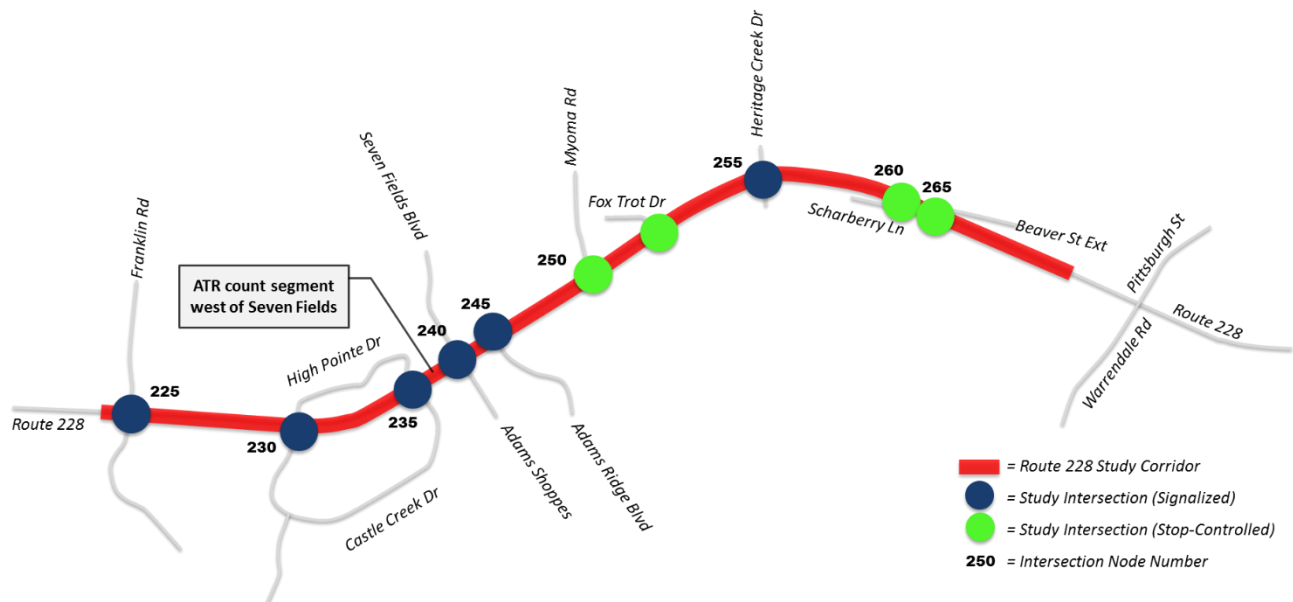 Heritage Creek Dr
Myoma Rd
Seven Fields Blvd
Franklin Rd
255
260
265
Fox Trot Dr
Scharberry Ln
Beaver St Ext
Pittsburgh St
250
ATR count segment
west of Seven Fields
245
240
High Pointe Dr
Route 228
Warrendale Rd
225
Route 228
230
235
Adams Shoppes
Adams Ridge Blvd
Castle Creek Dr
= Route 228 Study Corridor
= Study Intersection (Signalized)
= Study Intersection (Stop-Controlled)
250 = Intersection Node Number